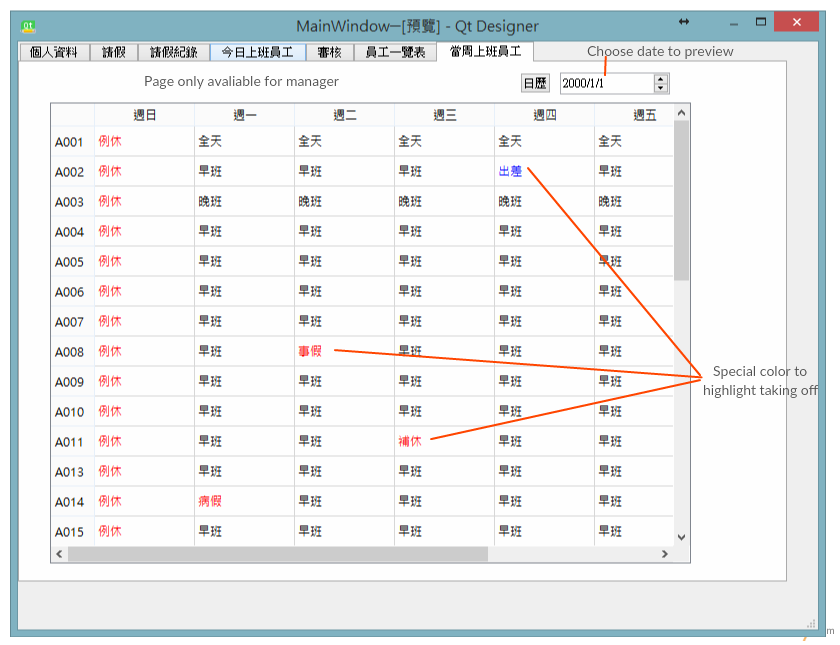 MainWindow─[預覽] - Qt Designer
個人資料 請假 請假紀錄 今日上班員工 審核 員工一覽表 當周上班員工 Choose date to preview
Page only avaliable for manager 日歷 2000/1/1
週日 週一 週二 週三 週四 週五
A001 例休 全天 全天 全天 全天 全天
A002 例休 早班 早班 早班 出差 早班
A003 例休 晚班 晚班 晚班 晚班 晚班
A004 例休 早班 早班 早班 早班 早班
A005 例休 早班 早班 早班 早班 早班
A006 例休 早班 早班 早班 早班 早班
A007 例休 早班 早班 早班 早班 早班
A008 例休 早班 事假 早班 早班 早班
Special color to
A009 例休 早班 早班 早班 早班 早班
highlight taking off
A010 例休 早班 早班 早班 早班 早班
A011 例休 早班 早班 補休 早班 早班
A013 例休 早班 早班 早班 早班 早班
A014 例休 病假 早班 早班 早班 早班
A015 例休 早班 早班 早班 早班 早班